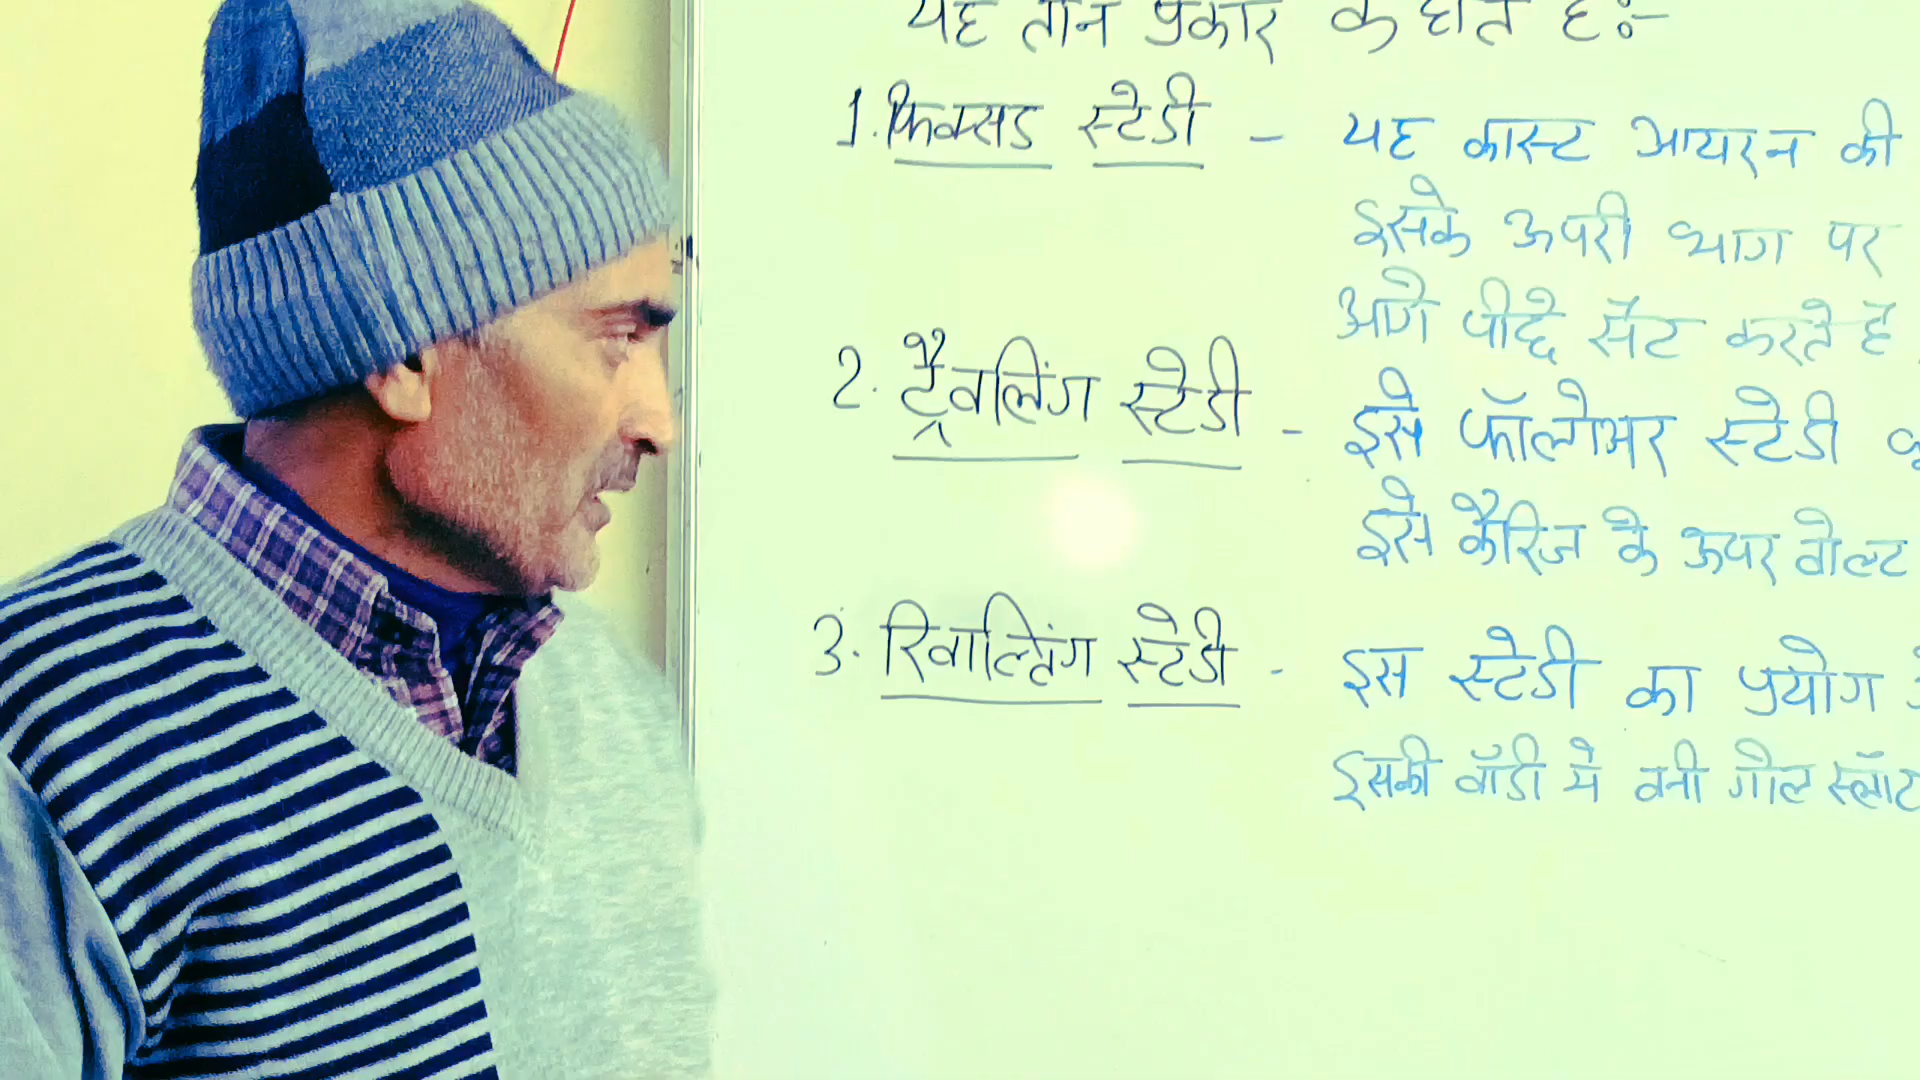 यह तीन प्रकार के होते है:-
1. फिक्सड स्टेडी - यह कास्ट आयरन की
इसके ऊपरी भाग पर
आगे पीछे सेट करते है
2. ट्रैवलिंग स्टेडी - इसे फॉलोअर स्टेडी
इसे कैरिज के ऊपर वोल्ट
3. रिवाल्विंग स्टेडी - इस स्टेडी का प्रयोग
इसकी बॉडी मे वनी गोल स्लॉट